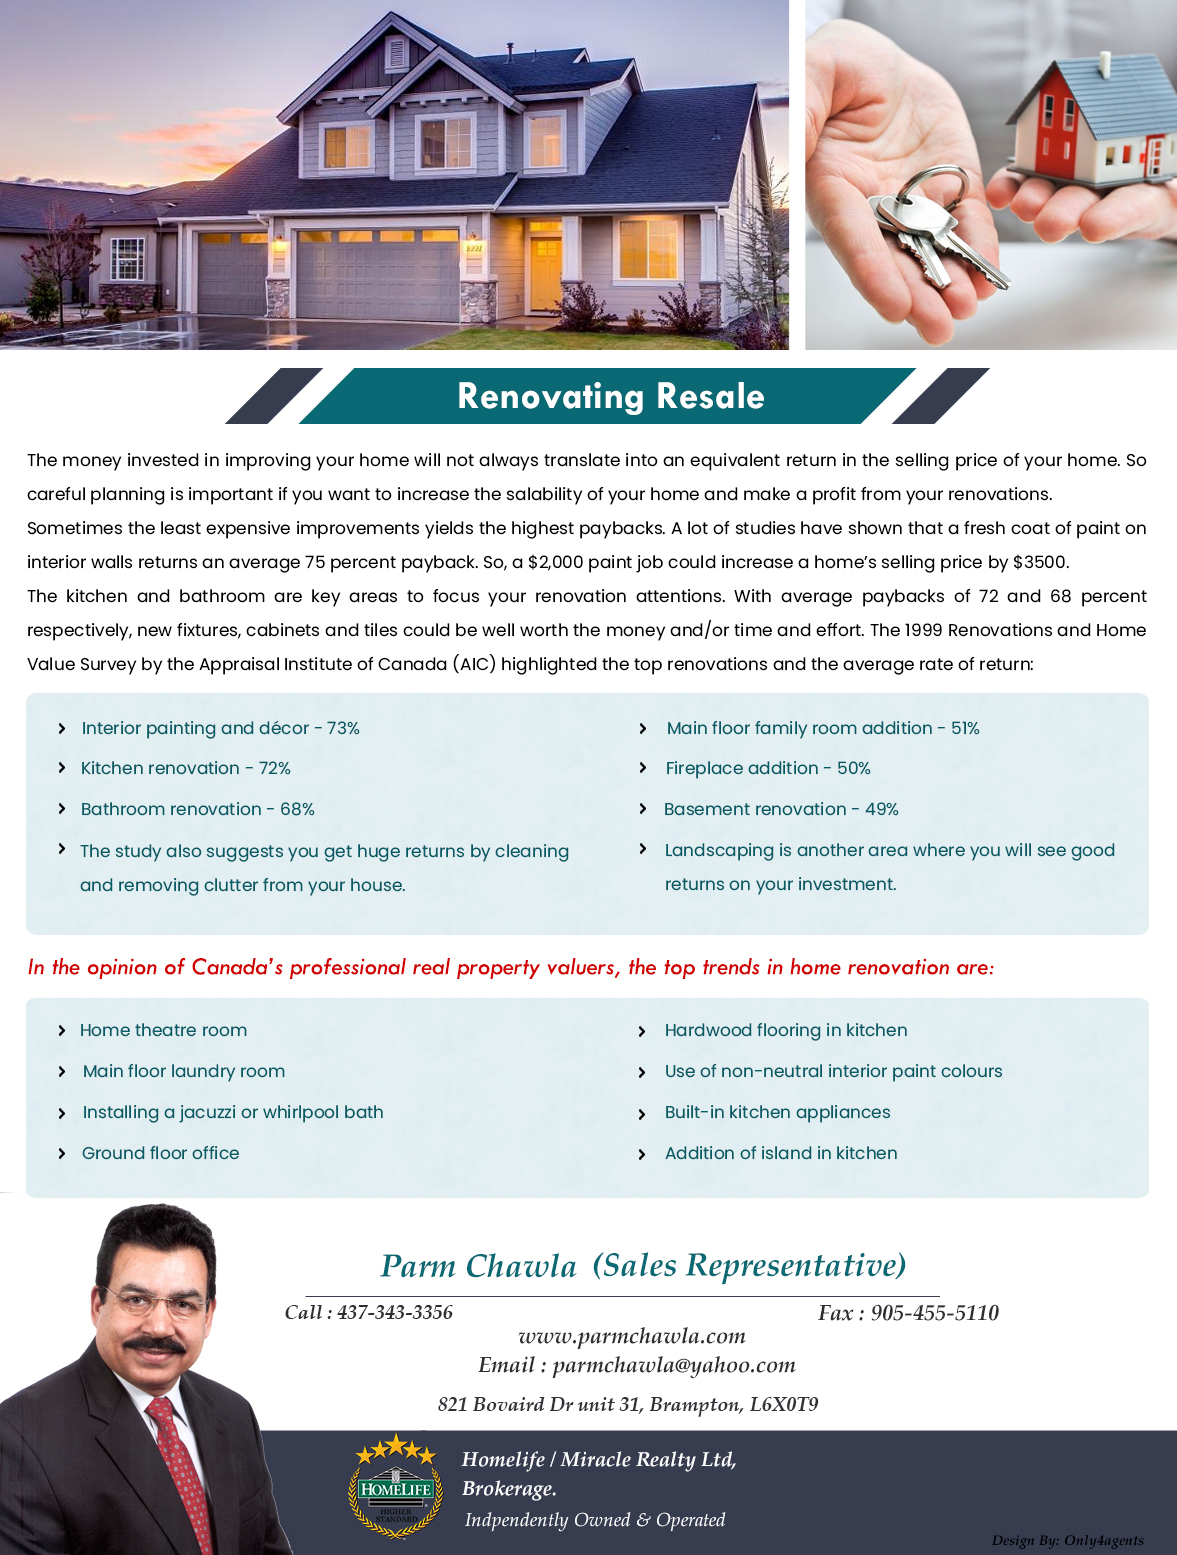 Renovating Resale
The money invested in improving your home will not always translate into an equivalent return in the selling price of your home. So
careful planning is important if you want to increase the salability of your home and make a profit from your renovations.
Sometimes the least expensive improvements yields the highest paybacks. A lot of studies have shown that a fresh coat of paint on
interior walls returns an average 75 percent payback. So, a $2,000 paint job could increase a home's selling price by $3500.
The kitchen and bathroom are key areas to focus your renovation attentions. With average paybacks of 72 and 68 percent
respectively, new fixtures, cabinets and tiles could be well worth the money and/or time and effort. The 1999 Renovations and Home
Value Survey by the Appraisal Institute of Canada (AIC) highlighted the top renovations and the average rate of return:
Interior painting and décor - 73%
Kitchen renovation - 72%
Bathroom renovation - 68%
The study also suggests you get huge returns by cleaning
and removing clutter from your house.
Main floor family room addition - 51%
Fireplace addition - 50%
Basement renovation - 49%
Landscaping is another area where you will see good
returns on your investment.
In the opinion of Canada's professional real property valuers, the top trends in home renovation are:
Home theatre room
Main floor laundry room
Installing a jacuzzi or whirlpool bath
Ground floor office
Hardwood flooring in kitchen
Use of non-neutral interior paint colours
Built-in kitchen appliances
Addition of island in kitchen
Parm Chawla (Sales Representative)
Call : 437-343-3356
Fax : 905-455-5110
www.parmchawla.com
Email : parmchawla@yahoo.com
821 Bovaird Dr unit 31, Brampton, L6X0T9
HOMELIFE
HIGHER
STANDARD
Homelife / Miracle Realty Ltd,
Brokerage.
Indpendently Owned & Operated
Design By: Only4agents